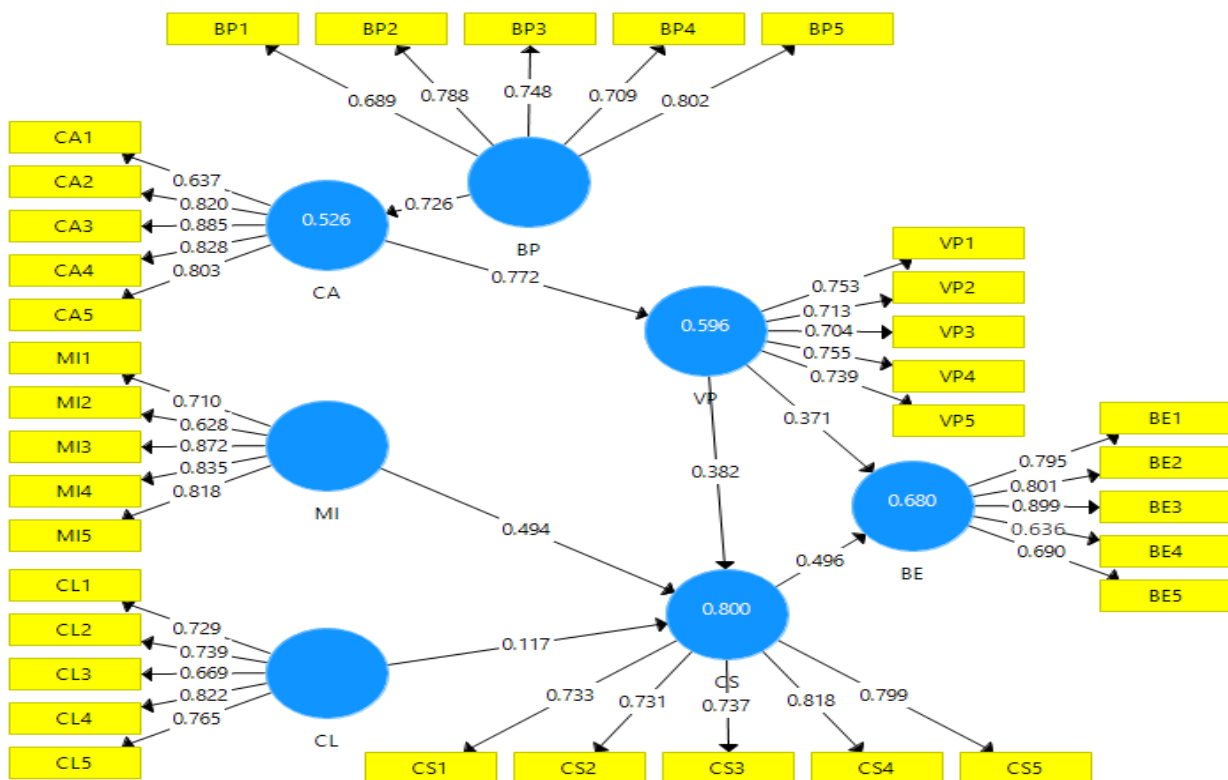 BP1 BP2 BP3 BP4 BP5
0.689 0.788 0.748 0.709 0.802
CA1
CA2
CA3
CA4
CA5
0.637
0.820
0.885
0.828
0.803
0.526
CA
0.726
BP
0.772
VP1
VP2
VP3
VP4
VP5
0.753
0.713
0.704
0.755
0.739
0.596
VP
MI1
MI2
MI3
MI4
MI5
0.710
0.628
0.872
0.835
0.818
MI
0.494
0.382
0.371
BE1
BE2
BE3
BE4
BE5
0.795
0.801
0.899
0.636
0.690
0.680
BE
0.496
CL1
CL2
CL3
CL4
CL5
0.729
0.739
0.669
0.822
0.765
CL
0.117
0.800
CS
0.733 0.731 0.737 0.818 0.799
CS1 CS2 CS3 CS4 CS5